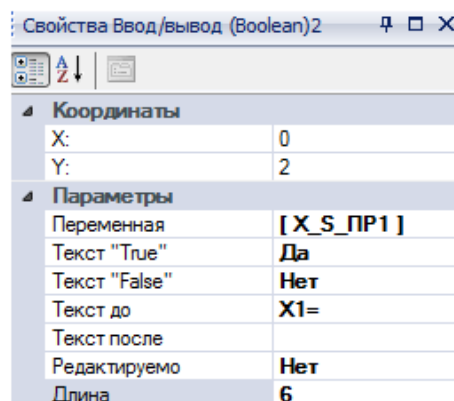 Свойства Ввод/вывод (Boolean)2
Координаты
X: 0
Y: 2
Параметры
Переменная [ X_S_ПР1 ]
Текст "True" Да
Текст "False" Нет
Текст до X1=
Текст после
Редактируемо Нет
Длина 6